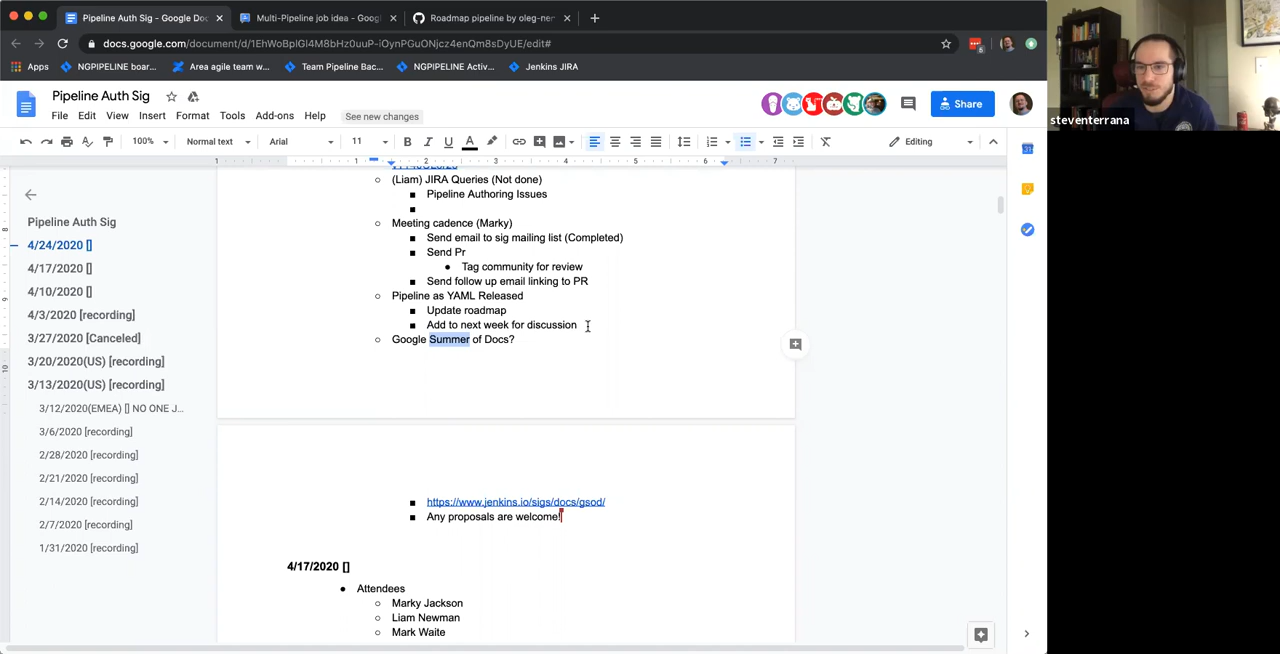 Pipeline Auth Sig - Google Doc
Multi-Pipeline job idea - Googl
Roadmap pipeline by oleg-nen
docs.google.com/document/d/1EhWoBplGl4M8bHz0uuP-iOynPGuONjcz4enQm8sDyUE/edit#
Apps
NGPIPELINE boar...
Area agile team w...
Team Pipeline Bac...
NGPIPELINE Activ...
Jenkins JIRA
Pipeline Auth Sig
File Edit View Insert Format Tools Add-ons Help
See new changes
Share
100% Normal text Arial 11 Editing
Pipeline Auth Sig
4/24/2020 []
4/17/2020 []
4/10/2020 []
4/3/2020 [recording]
3/27/2020 [Canceled]
3/20/2020(US) [recording]
3/13/2020(US) [recording]
3/12/2020(EMEA) [] NO ONE J...
3/6/2020 [recording]
2/28/2020 [recording]
2/21/2020 [recording]
2/14/2020 [recording]
2/7/2020 [recording]
1/31/2020 [recording]
(Liam) JIRA Queries (Not done)
Pipeline Authoring Issues
Meeting cadence (Marky)
Send email to sig mailing list (Completed)
Send Pr
Tag community for review
Send follow up email linking to PR
Pipeline as YAML Released
Update roadmap
Add to next week for discussion
Google Summer of Docs?
https://www.jenkins.io/sigs/docs/gsod/
Any proposals are welcome!
4/17/2020 []
Attendees
Marky Jackson
Liam Newman
Mark Waite
steventerrana